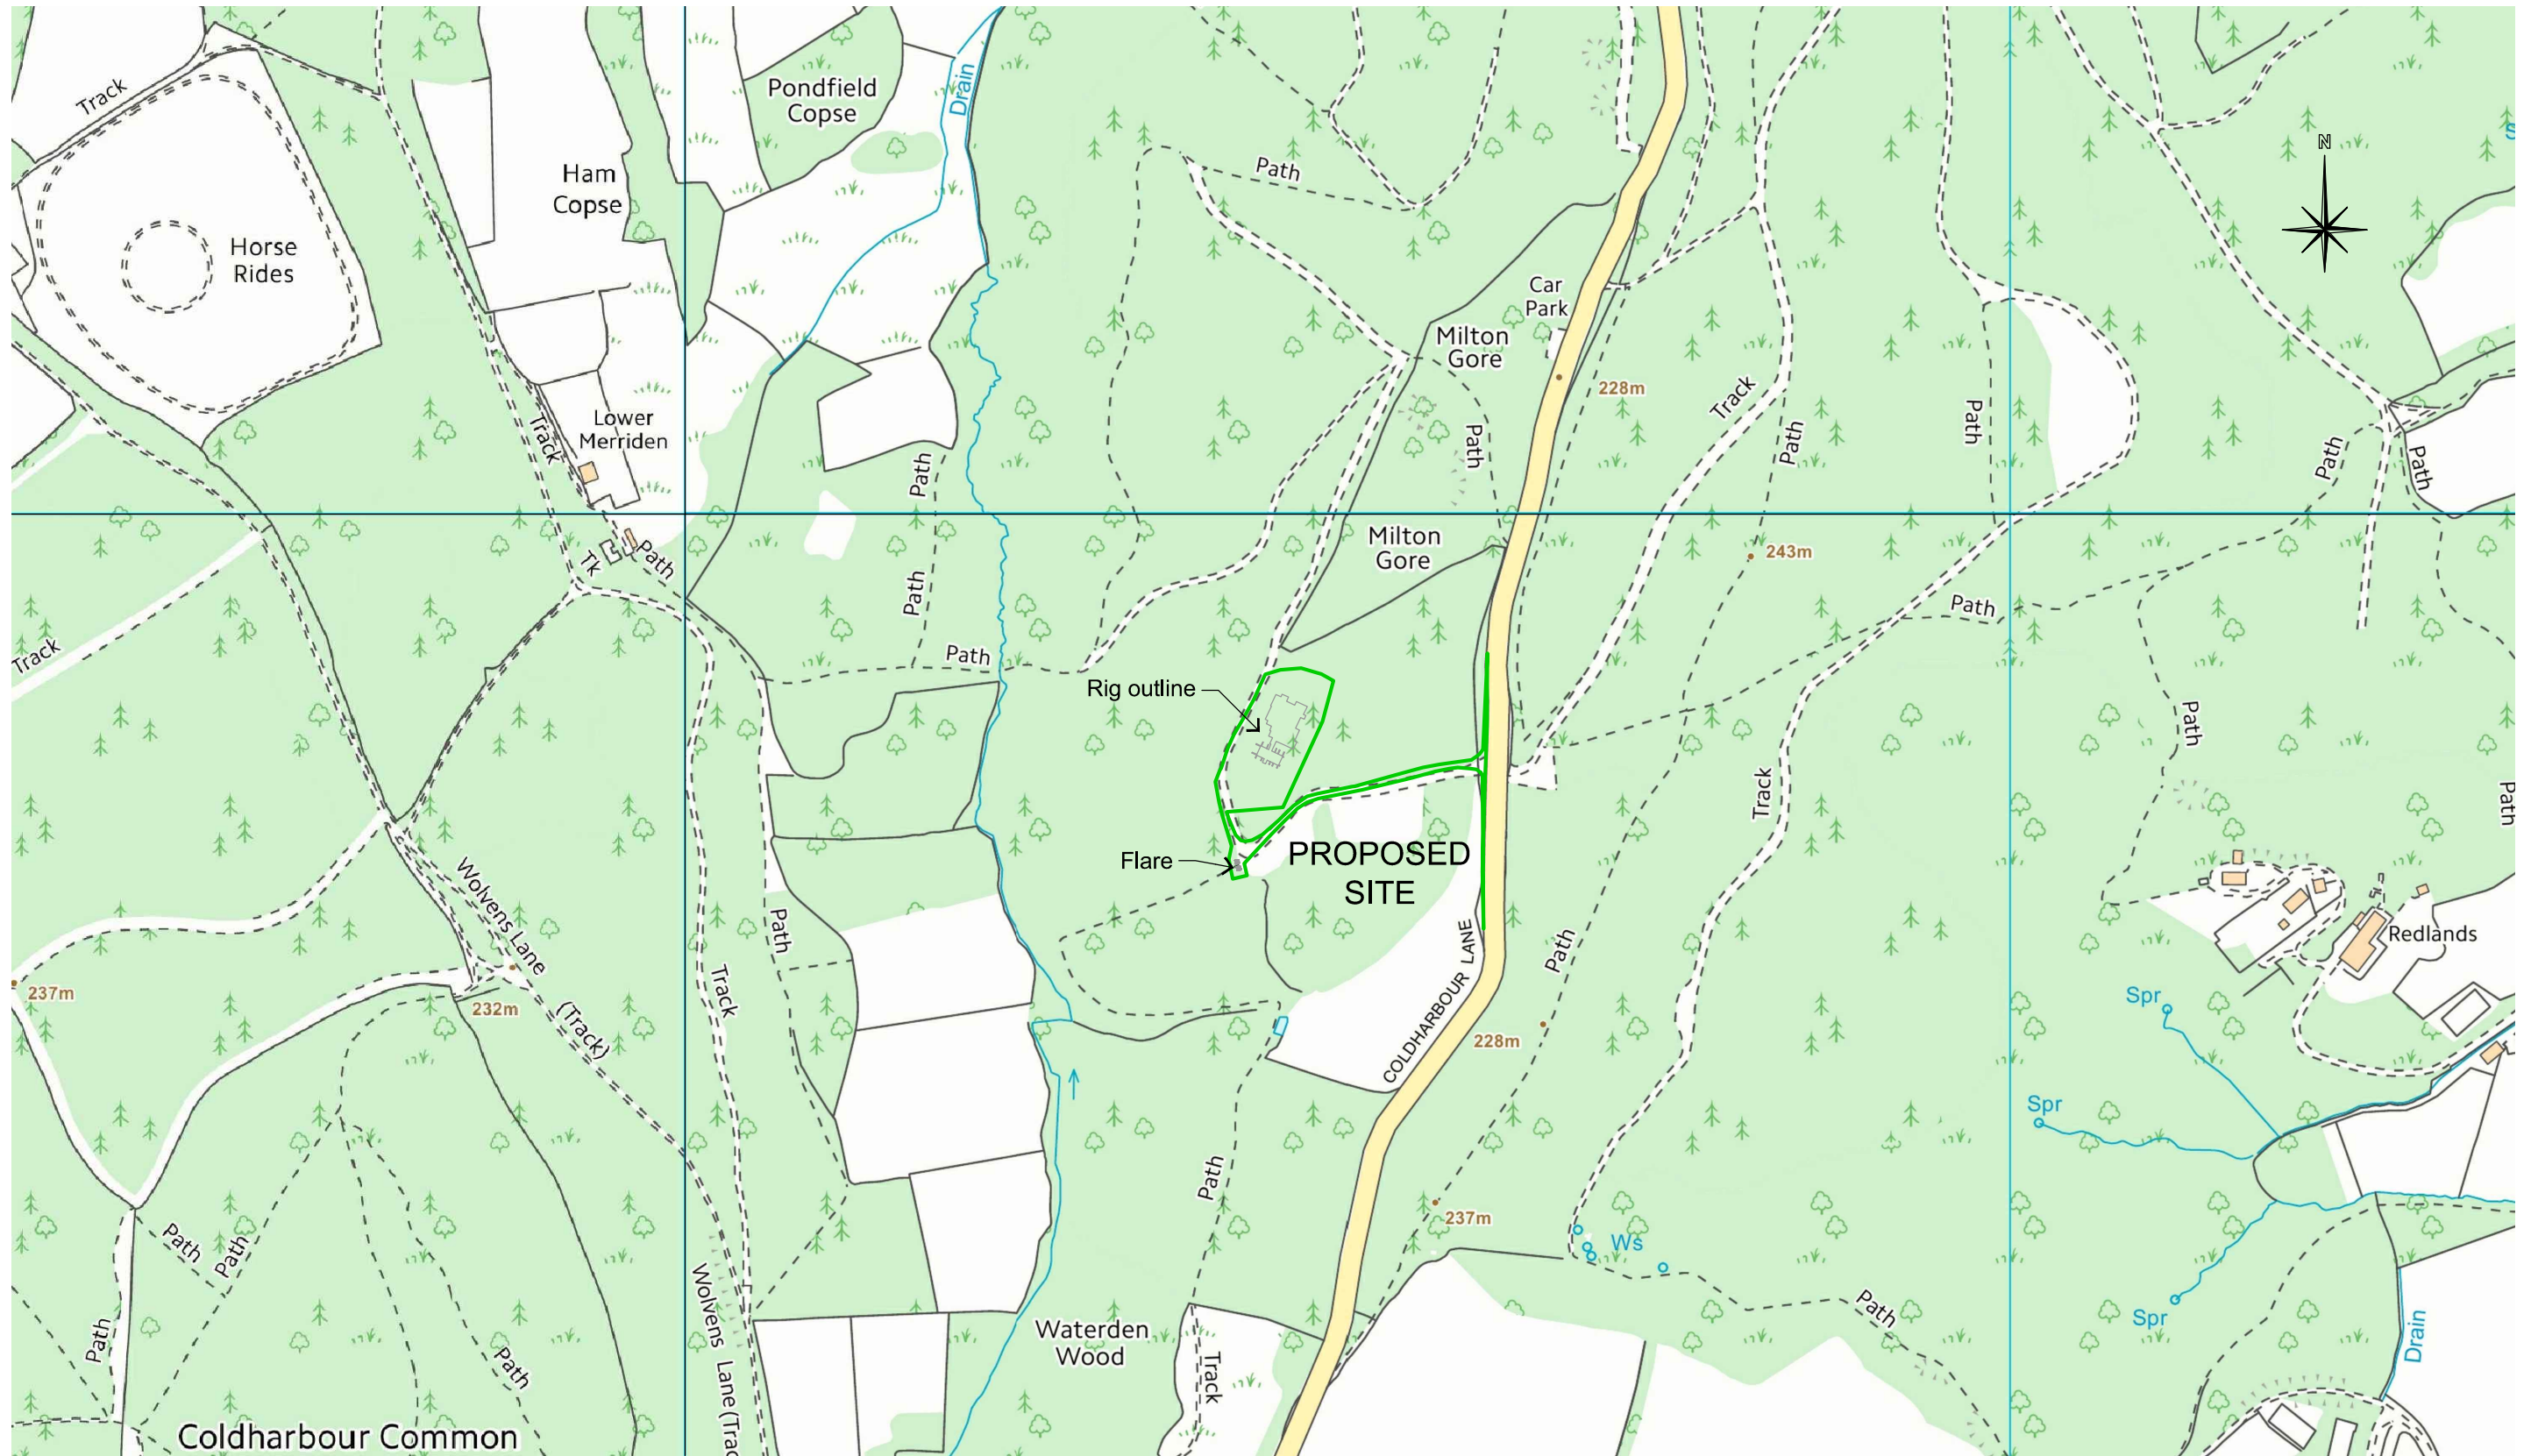 Track
Pondfield
Copse
Drain
Ham
Copse
Horse
Rides
Path
N
S
Car
Park
Milton
Gore
228m
Track
Path
Path
Path
Path
Path
Lower
Merriden
Track
Path
Tk
Path
Path
Milton
Gore
243m
Path
Track
Path
Rig outline
Path
Track
Path
Flare
PROPOSED
SITE
Wolvens Lane
(Track)
Path
Track
COLDHARBOUR LANE
Path
Redlands
237m
232m
228m
Spr
Spr
Path
237m
Ws
Path
Path
Path
Path
Path
Wolvens Lane (Trac
Waterden
Wood
Track
Path
Spr
Drain
Coldharbour Common